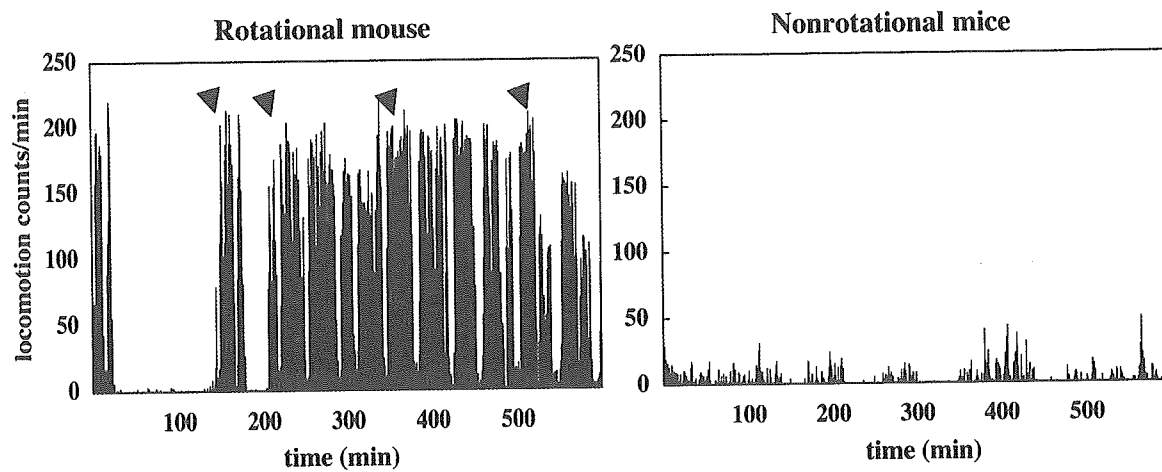 Rotational mouse
250
200
150
100
50
0
locomotion counts/min
100 200 300 400 500
time (min)
Nonrotational mice
250
200
150
100
50
0
100 200 300 400 500
time (min)